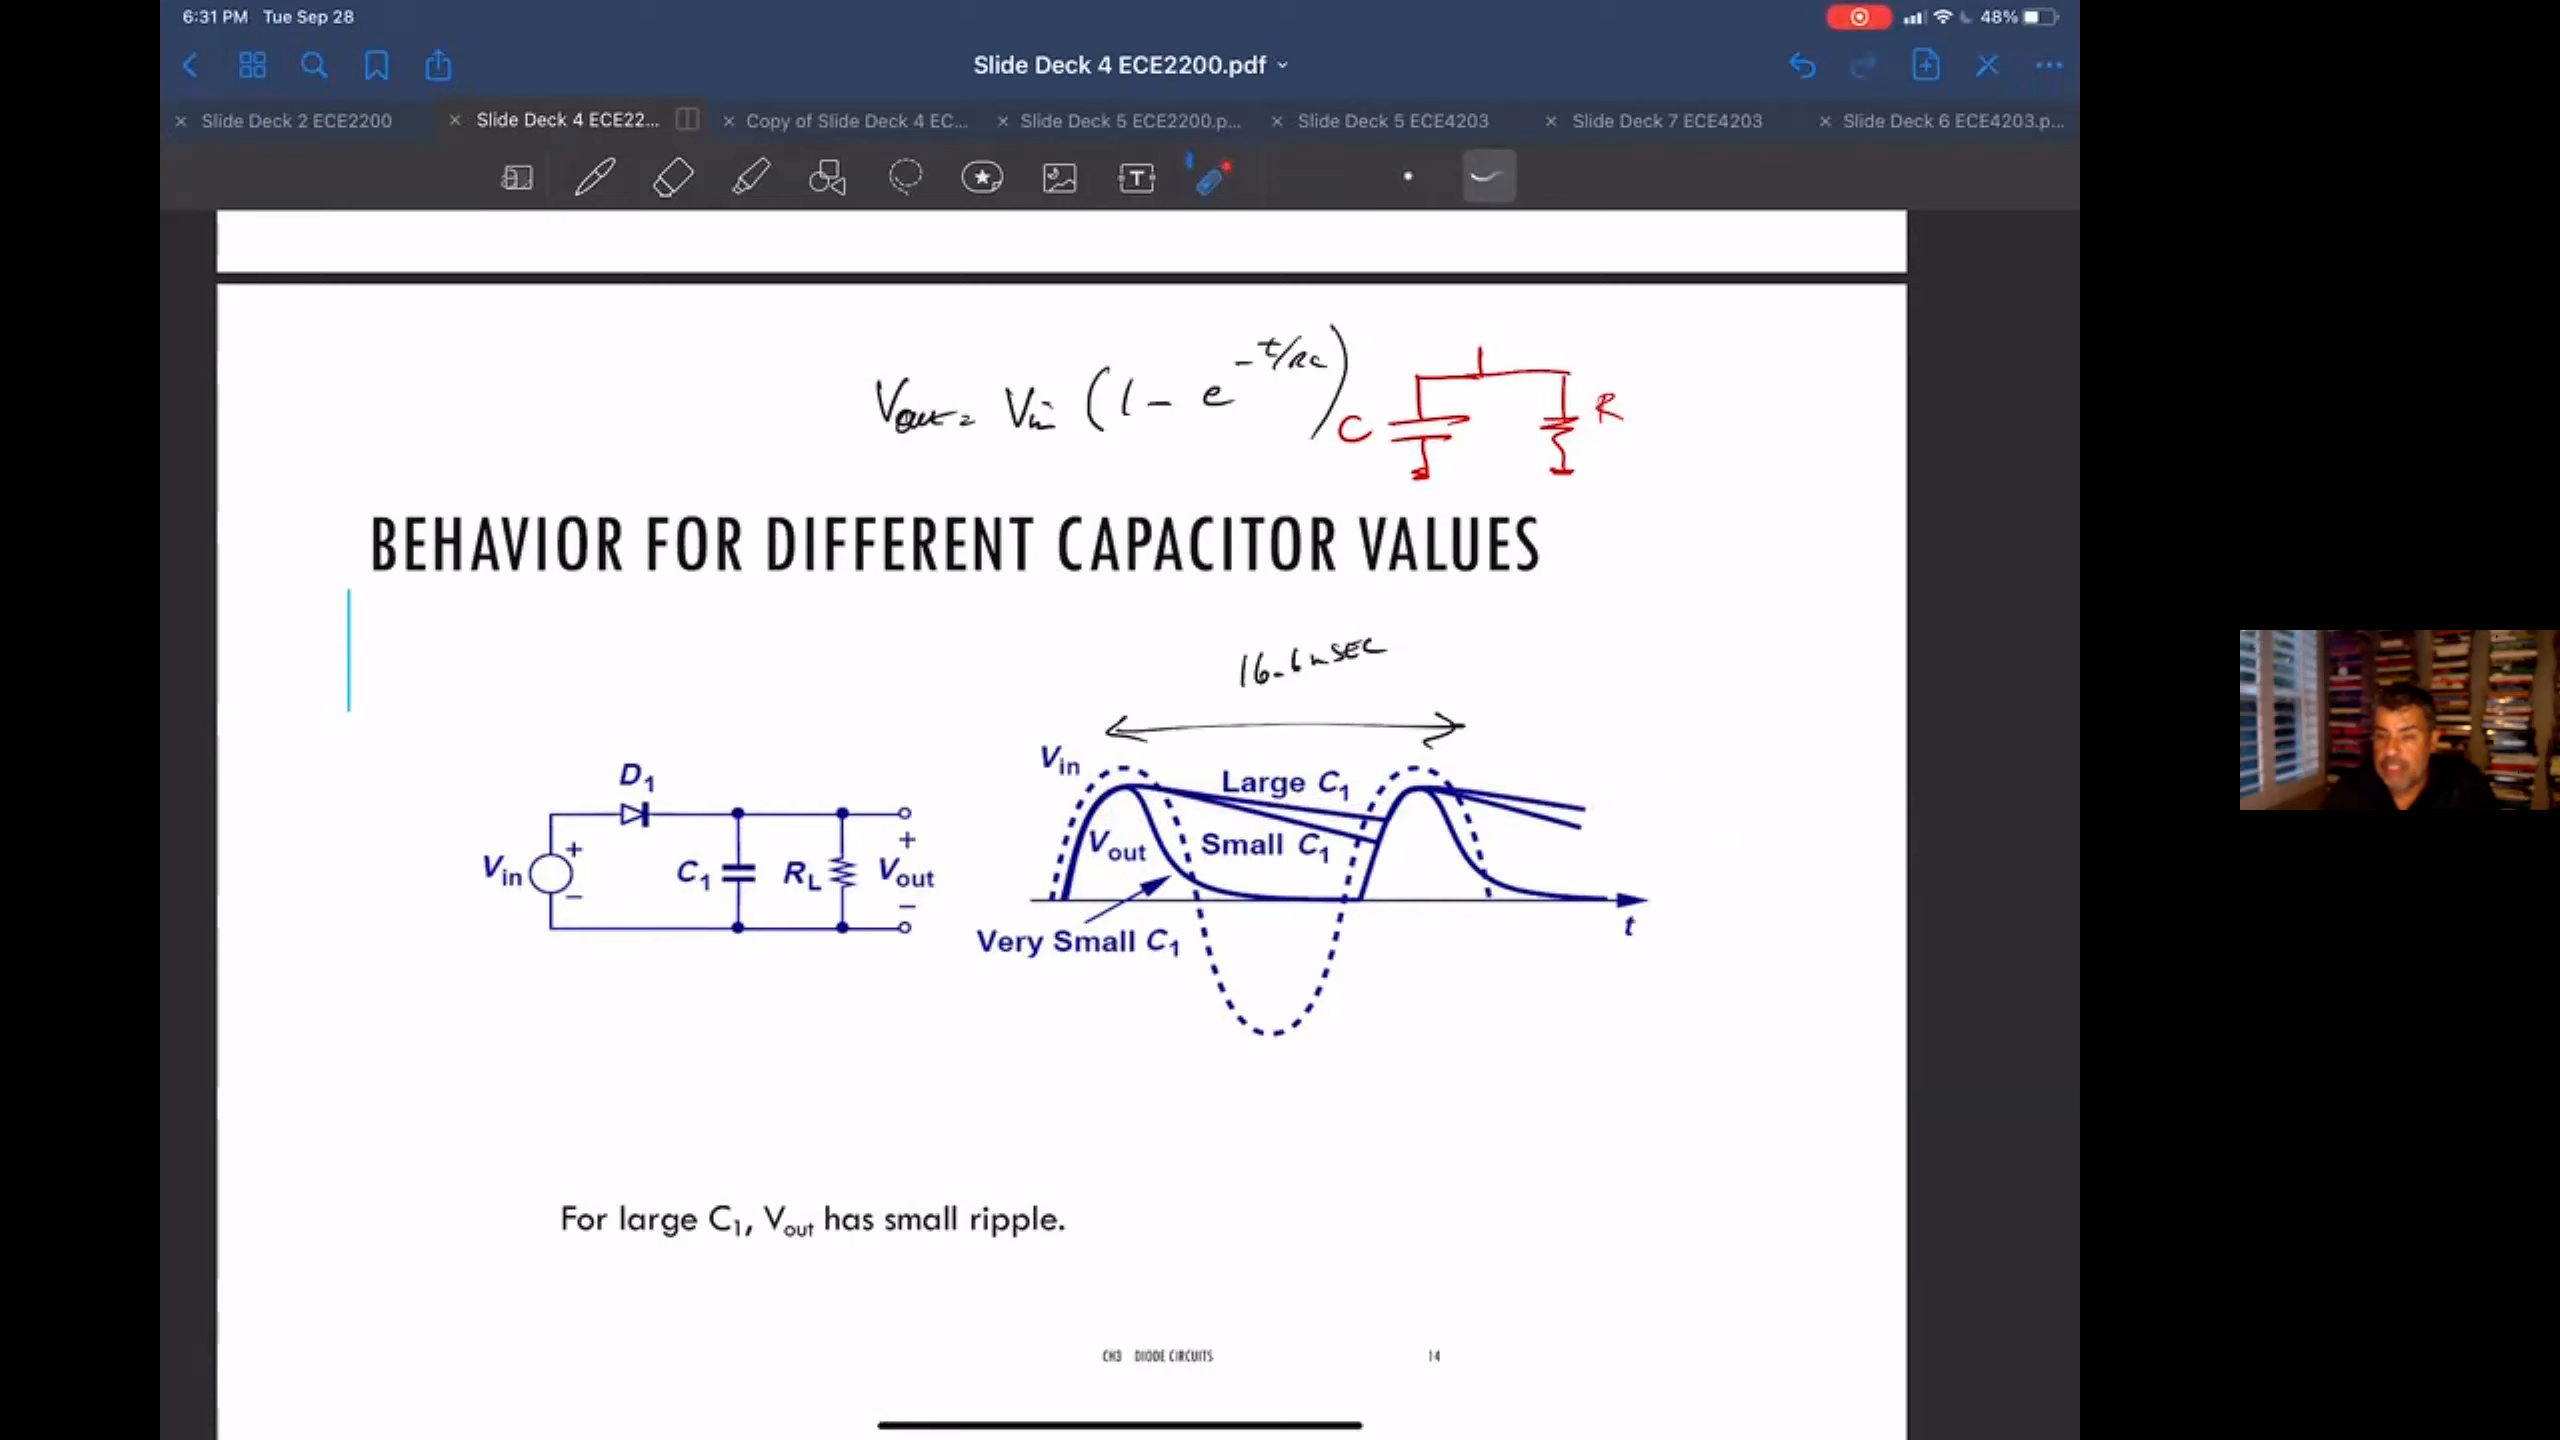 6:31 PM Tue Sep 28
48%
Slide Deck 4 ECE2200.pdf
Slide Deck 2 ECE2200
Slide Deck 4 ECE22...
Copy of Slide Deck 4 EC...
Slide Deck 5 ECE2200.p...
Slide Deck 5 ECE4203
Slide Deck 7 ECE4203
Slide Deck 6 ECE4203.p...
Vout = Vin (1 - e^-t/RC)
C
R
BEHAVIOR FOR DIFFERENT CAPACITOR VALUES
16.6mSEC
D1
Vin
+
−
C1
RL
+
Vout
−
Vin
Large C1
Vout
Small C1
Very Small C1
t
For large C1, Vout has small ripple.
CH3 DIODE CIRCUITS
14